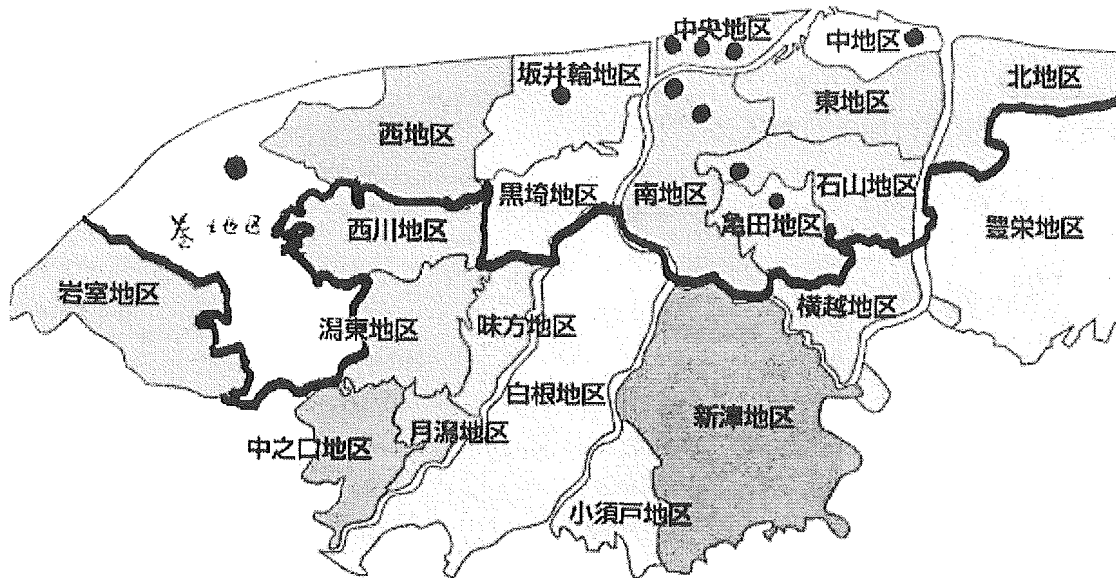 中央地区
中地区
坂井輪地区
北地区
西地区
東地区
黒埼地区
南地区
石山地区
亀田地区
巻地区
西川地区
豊栄地区
岩室地区
横越地区
潟東地区
味方地区
白根地区
新津地区
月潟地区
中之口地区
小須戸地区